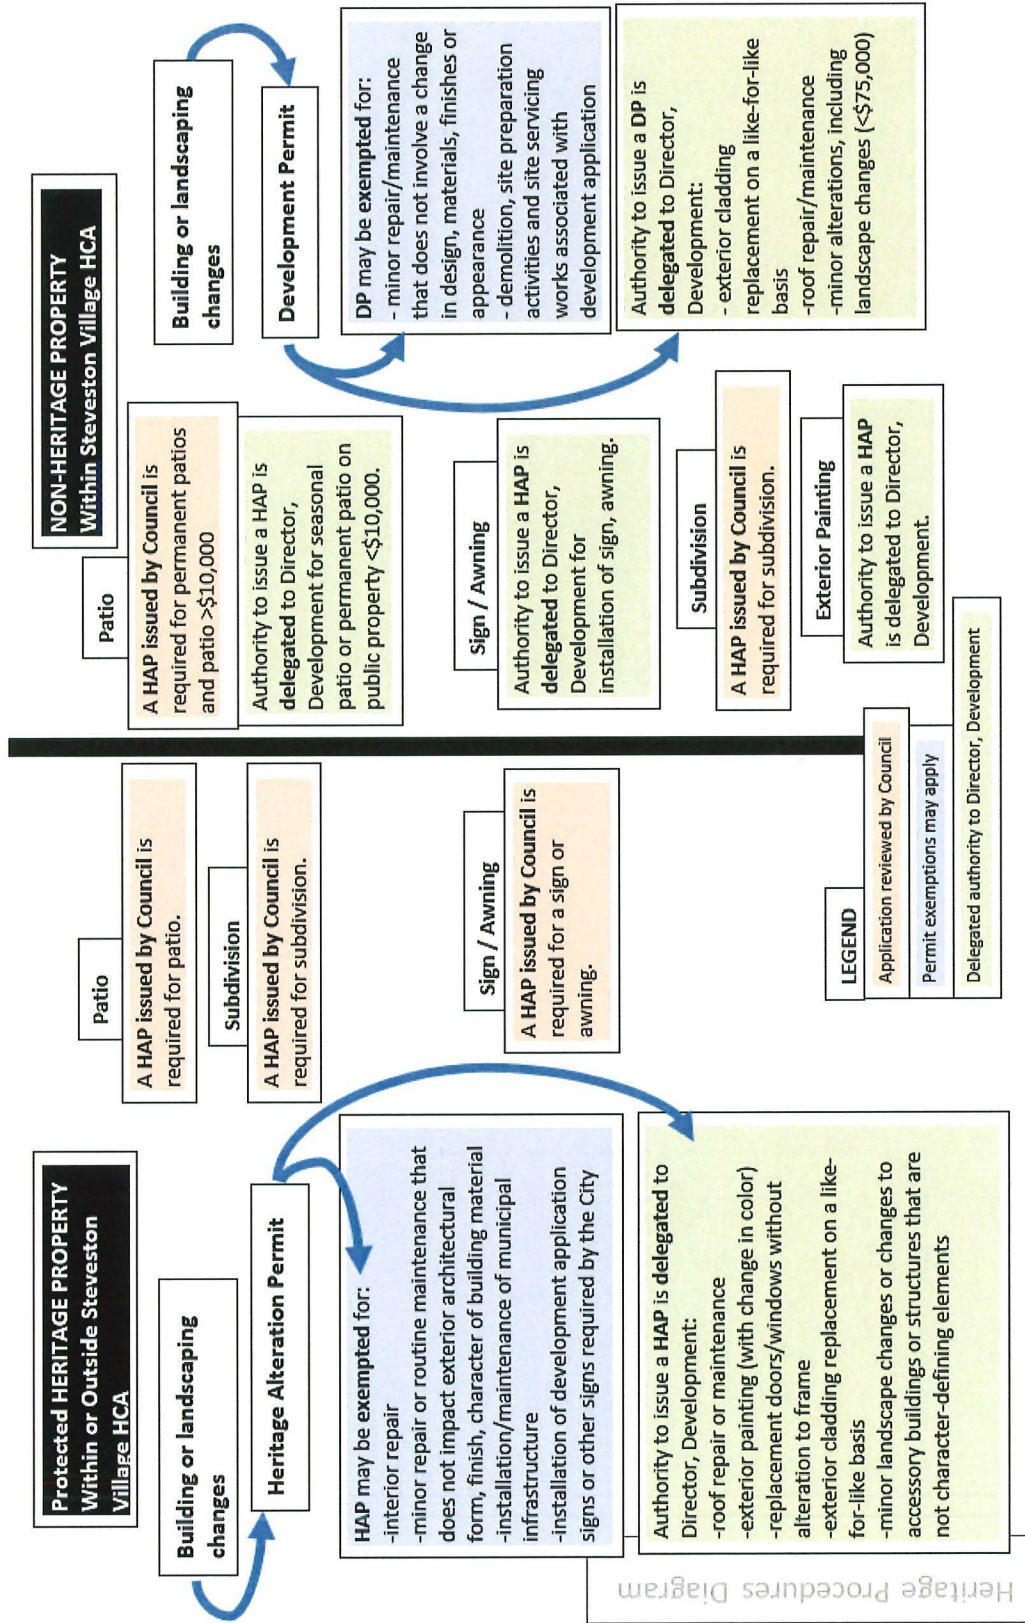 Heritage Procedures Diagram
Protected HERITAGE PROPERTY
Within or Outside Steveston
Village HCA
Building or landscaping
changes
Heritage Alteration Permit
HAP may be exempted for:
-interior repair
-minor repair or routine maintenance that
does not impact exterior architectural
form, finish, character of building material
-installation/maintenance of municipal
infrastructure
-installation of development application
signs or other signs required by the City
Authority to issue a HAP is delegated to
Director, Development:
-roof repair or maintenance
-exterior painting (with change in color)
-replacement doors/windows without
alteration to frame
-exterior cladding replacement on a like-
for-like basis
-minor landscape changes or changes to
accessory buildings or structures that are
not character-defining elements
Patio
A HAP issued by Council is
required for patio.
Subdivision
A HAP issued by Council is
required for subdivision.
Sign / Awning
A HAP issued by Council is
required for a sign or
awning.
LEGEND
Application reviewed by Council
Permit exemptions may apply
Delegated authority to Director, Development
NON-HERITAGE PROPERTY
Within Steveston Village HCA
Patio
A HAP issued by Council is
required for permanent patios
and patio >$10,000
Authority to issue a HAP is
delegated to Director,
Development for seasonal
patio or permanent patio on
public property <$10,000.
Sign / Awning
Authority to issue a HAP is
delegated to Director,
Development for
installation of sign, awning.
Subdivision
A HAP issued by Council is
required for subdivision.
Exterior Painting
Authority to issue a HAP
is delegated to Director,
Development.
Building or landscaping
changes
Development Permit
DP may be exempted for:
- minor repair/maintenance
that does not involve a change
in design, materials, finishes or
appearance
- demolition, site preparation
activities and site servicing
works associated with
development application
Authority to issue a DP is
delegated to Director,
Development:
- exterior cladding
replacement on a like-for-like
basis
-roof repair/maintenance
-minor alterations, including
landscape changes (<$75,000)